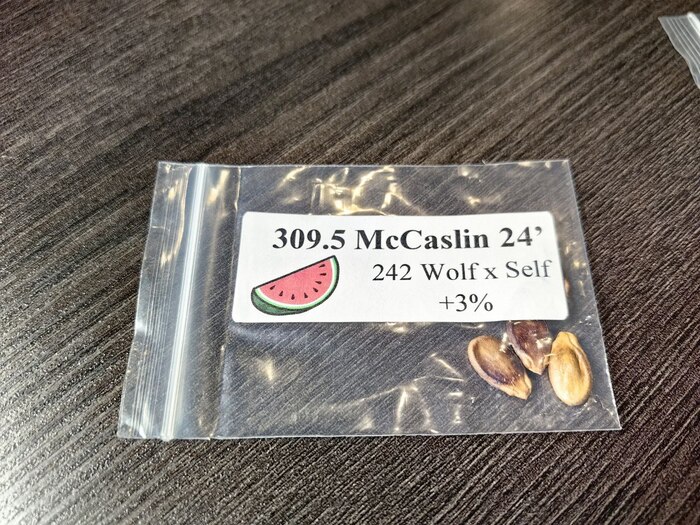 309.5 McCaslin 24’
242 Wolf x Self
+3%